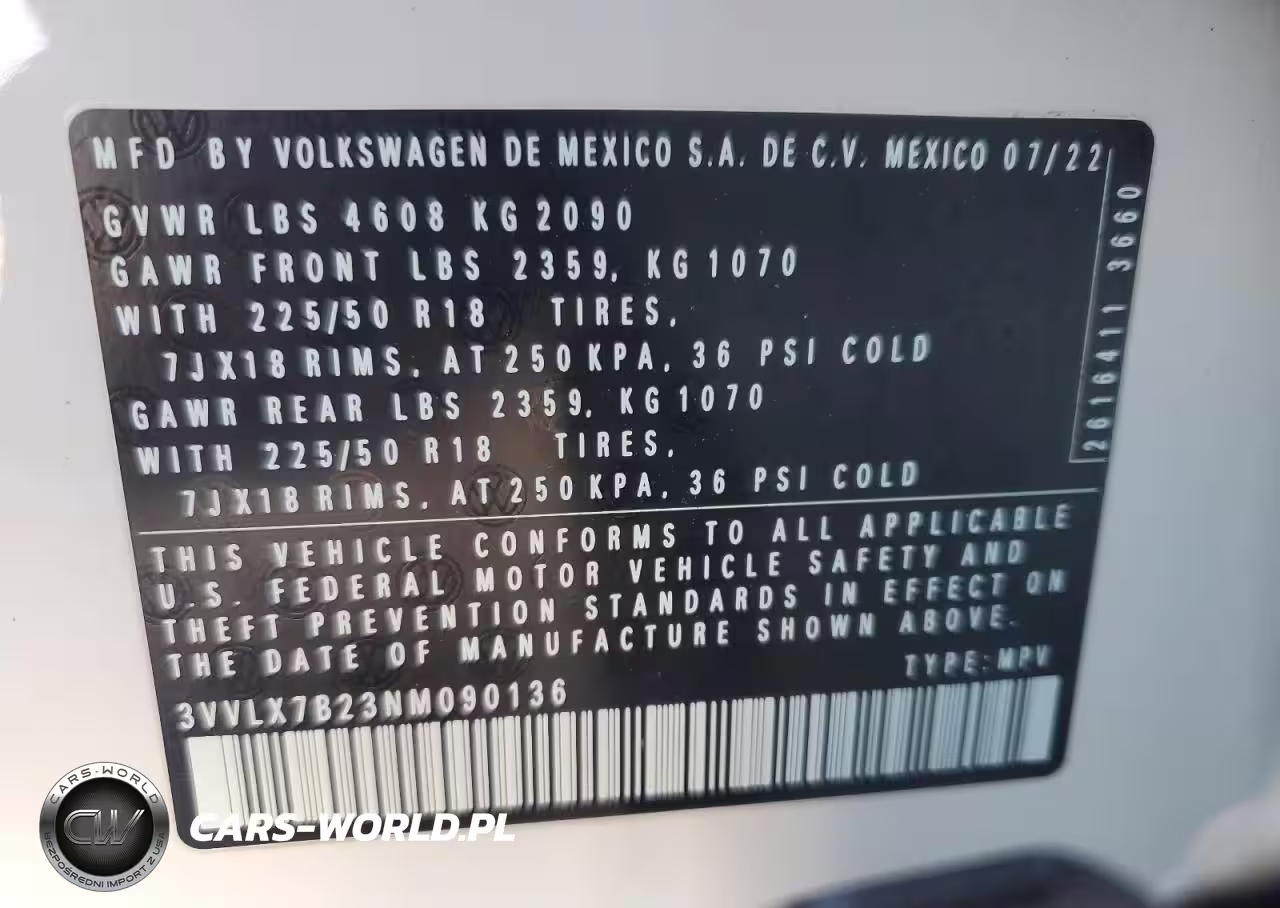 MFD BY VOLKSWAGEN DE MEXICO S.A. DE C.V. MEXICO 07/22
GVWR LBS 4608 KG 2090
GAWR FRONT LBS 2359, KG 1070
WITH 225/50 R18 TIRES,
7JX18 RIMS, AT 250 KPA, 36 PSI COLD
GAWR REAR LBS 2359, KG 1070
WITH 225/50 R18 TIRES,
7JX18 RIMS, AT 250 KPA, 36 PSI COLD
2616411 3660
THIS VEHICLE CONFORMS TO ALL APPLICABLE
U.S. FEDERAL MOTOR VEHICLE SAFETY AND
THEFT PREVENTION STANDARDS IN EFFECT ON
THE DATE OF MANUFACTURE SHOWN ABOVE.
TYPE: MPV
3VVLX7B23NM090136
CARS-WORLD
CW
BEZPOŚREDNI IMPORT Z USA
CARS-WORLD.PL